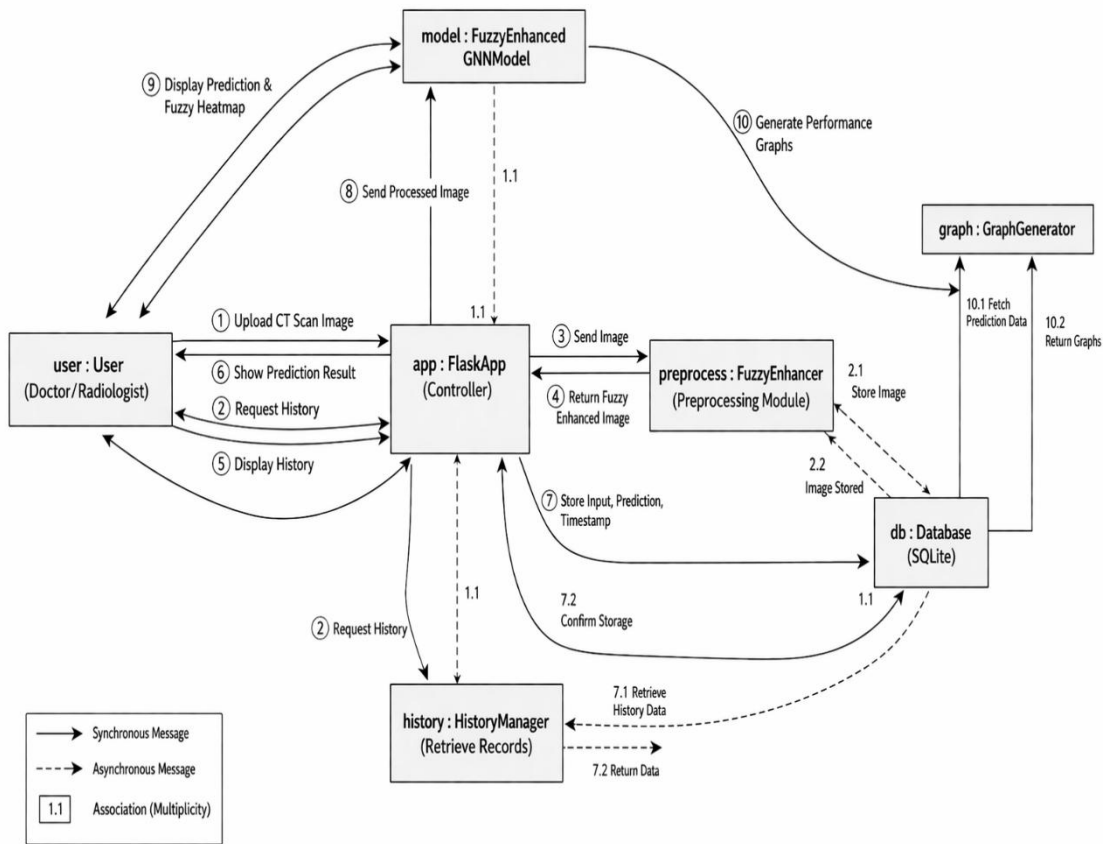 model : FuzzyEnhanced
GNNModel
⑨ Display Prediction &
Fuzzy Heatmap
⑩ Generate Performance
Graphs
1.1
⑧ Send Processed Image
graph : GraphGenerator
10.1 Fetch
Prediction Data
10.2
Return Graphs
1.1
① Upload CT Scan Image
user : User
(Doctor/Radiologist)
⑥ Show Prediction Result
② Request History
⑤ Display History
app : FlaskApp
(Controller)
③ Send Image
④ Return Fuzzy
Enhanced Image
preprocess : FuzzyEnhancer
(Preprocessing Module)
2.1
Store Image
2.2
Image Stored
⑦ Store Input, Prediction,
Timestamp
db : Database
(SQLite)
1.1
1.1
7.2
Confirm Storage
② Request History
history : HistoryManager
(Retrieve Records)
7.1 Retrieve
History Data
7.2 Return Data
Synchronous Message
Asynchronous Message
1.1 Association (Multiplicity)